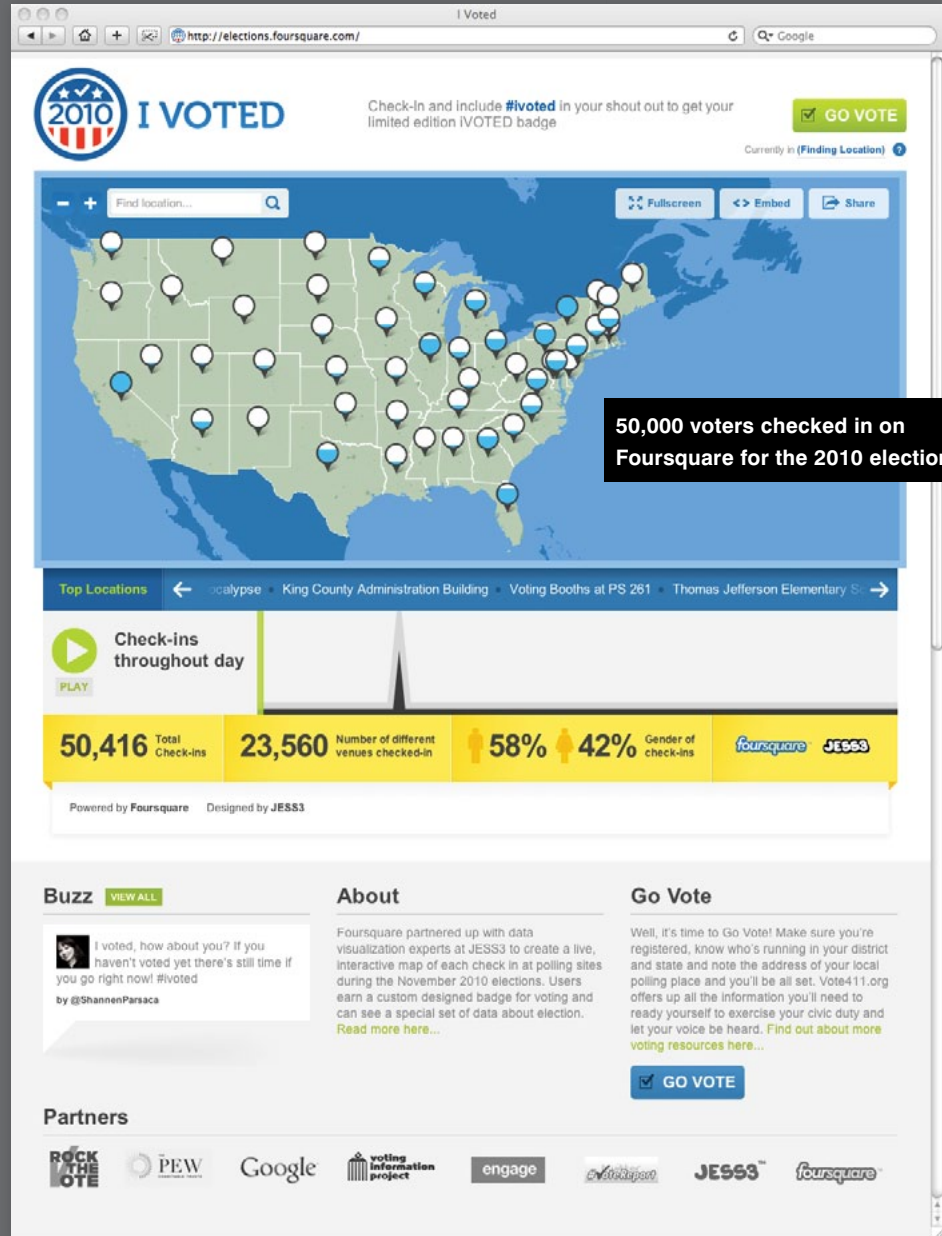 I Voted
http://elections.foursquare.com/
Google
2010
I VOTED
Check-In and include #ivoted in your shout out to get your
limited edition iVOTED badge
GO VOTE
Currently in (Finding Location) ?
Find location...
Fullscreen
<> Embed
Share
50,000 voters checked in on
Foursquare for the 2010 election
Top Locations
ocalypse • King County Administration Building • Voting Booths at PS 261 • Thomas Jefferson Elementary Sc
Check-ins
throughout day
PLAY
50,416 Total
Check-ins
23,560 Number of different
venues checked-in
58% 42% Gender of
check-ins
foursquare JESS3
Powered by Foursquare Designed by JESS3
Buzz VIEW ALL
I voted, how about you? If you
haven't voted yet there's still time if
you go right now! #ivoted
by @ShannenParsaca
About
Foursquare partnered up with data
visualization experts at JESS3 to create a live,
interactive map of each check in at polling sites
during the November 2010 elections. Users
earn a custom designed badge for voting and
can see a special set of data about election.
Read more here...
Go Vote
Well, it's time to Go Vote! Make sure you're
registered, know who's running in your district
and state and note the address of your local
polling place and you'll be all set. Vote411.org
offers up all the information you'll need to
ready yourself to exercise your civic duty and
let your voice be heard. Find out about more
voting resources here...
GO VOTE
Partners
ROCK
THE
VOTE
THE
PEW
CHARITABLE TRUSTS
Google
voting
information
project
engage
#VoteReport
JESS3™
foursquare